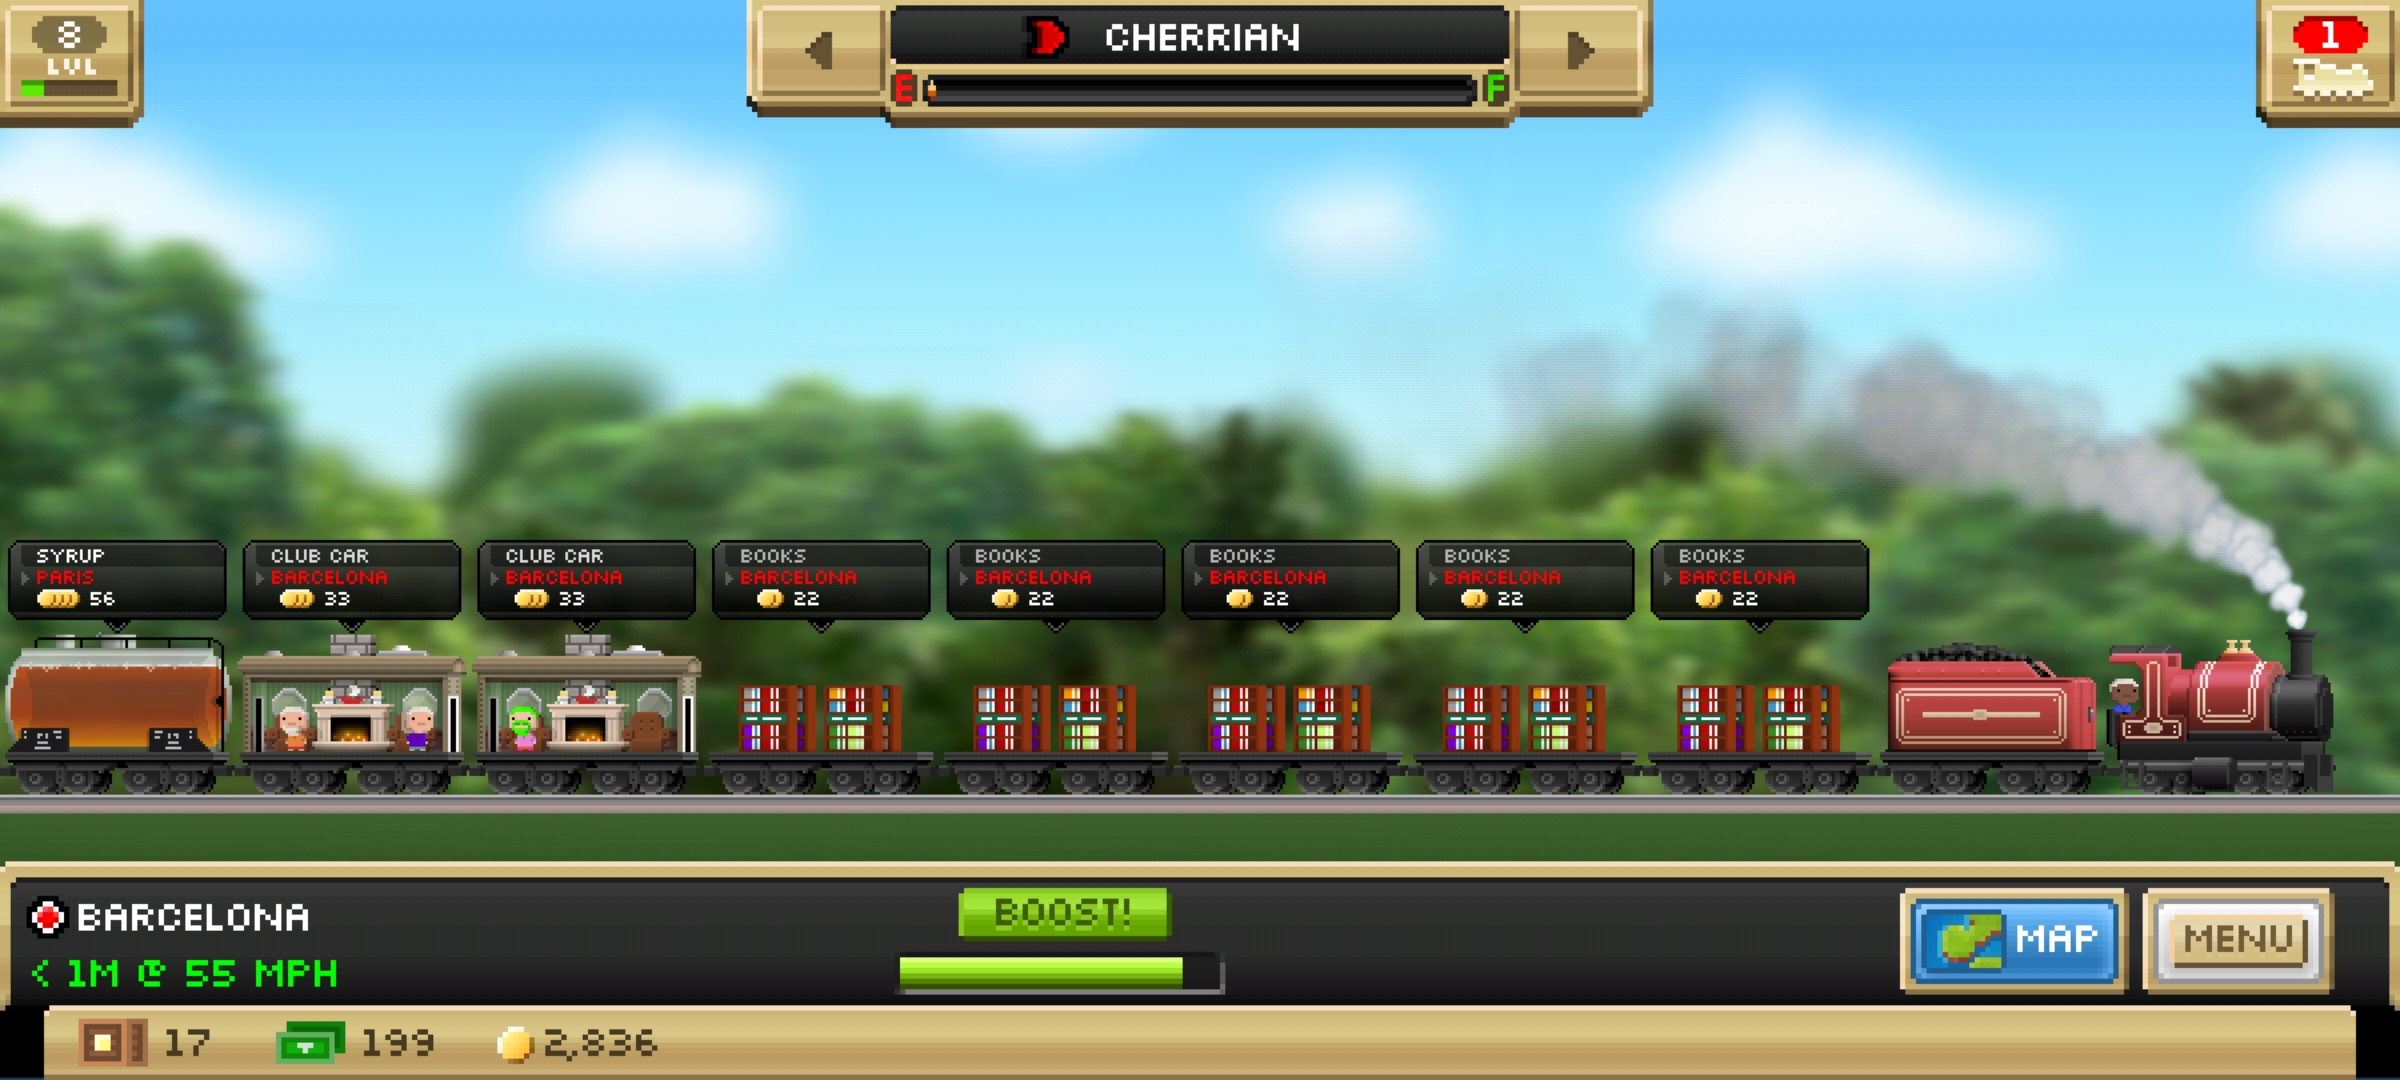 8
LVL
CHERRIAN
E F
1
SYRUP
PARIS
56
CLUB CAR
BARCELONA
33
CLUB CAR
BARCELONA
33
BOOKS
BARCELONA
22
BOOKS
BARCELONA
22
BOOKS
BARCELONA
22
BOOKS
BARCELONA
22
BOOKS
BARCELONA
22
BARCELONA
< 1M @ 55 MPH
BOOST!
MAP
MENU
17
199
2,836